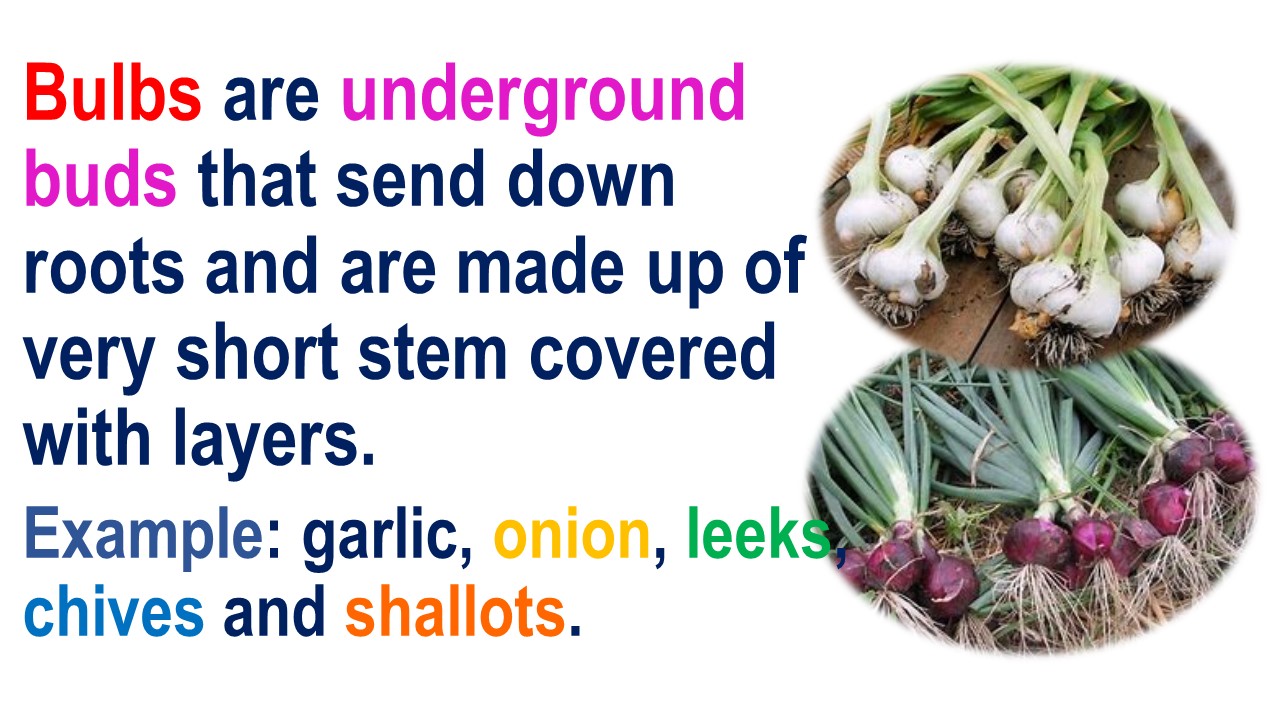 Bulbs are underground
buds that send down
roots and are made up of
very short stem covered
with layers.
Example: garlic, onion, leeks,
chives and shallots.